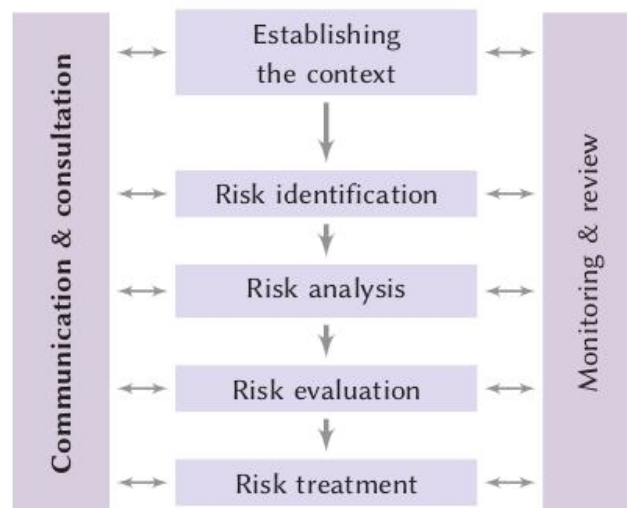 Communication & consultation
Establishing
the context
Risk identification
Risk analysis
Risk evaluation
Risk treatment
Monitoring & review